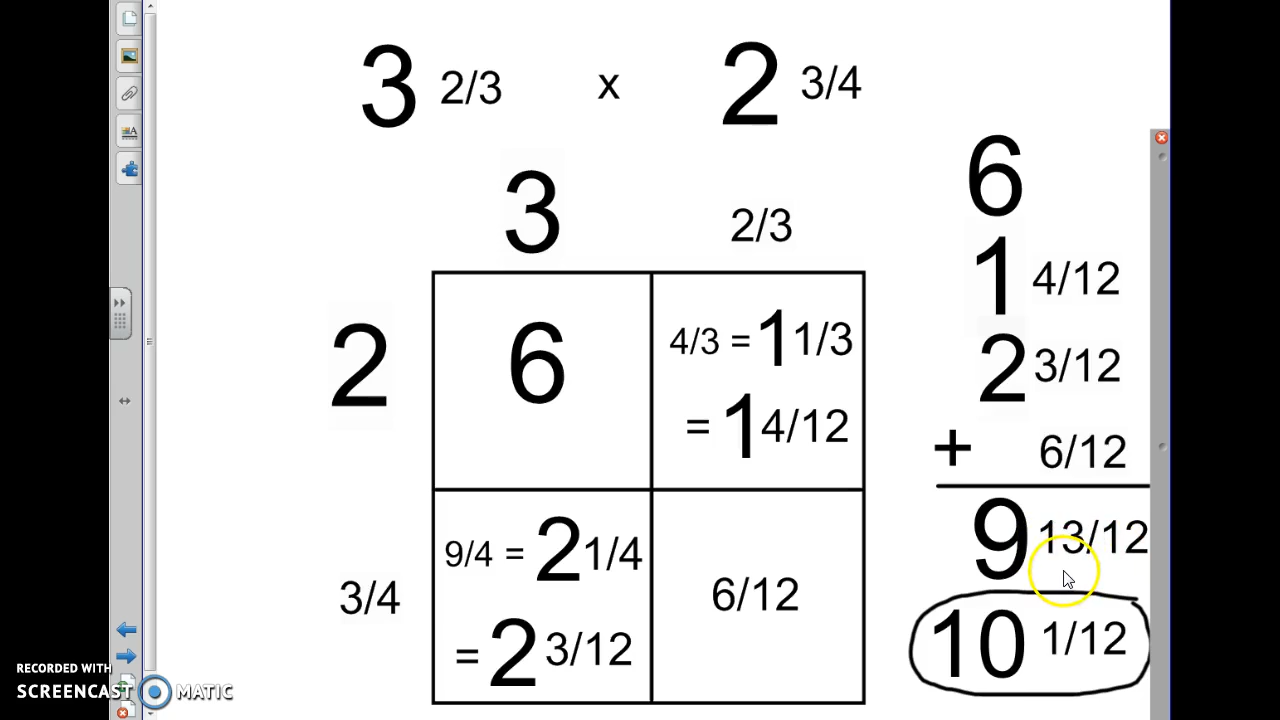 3 2/3 x 2 3/4
3 2/3
2
6
4/3 = 1 1/3
= 1 4/12
3/4
9/4 = 2 1/4
= 2 3/12
6/12
6
1 4/12
2 3/12
+ 6/12
9 13/12
10 1/12
RECORDED WITH
SCREENCAST MATIC